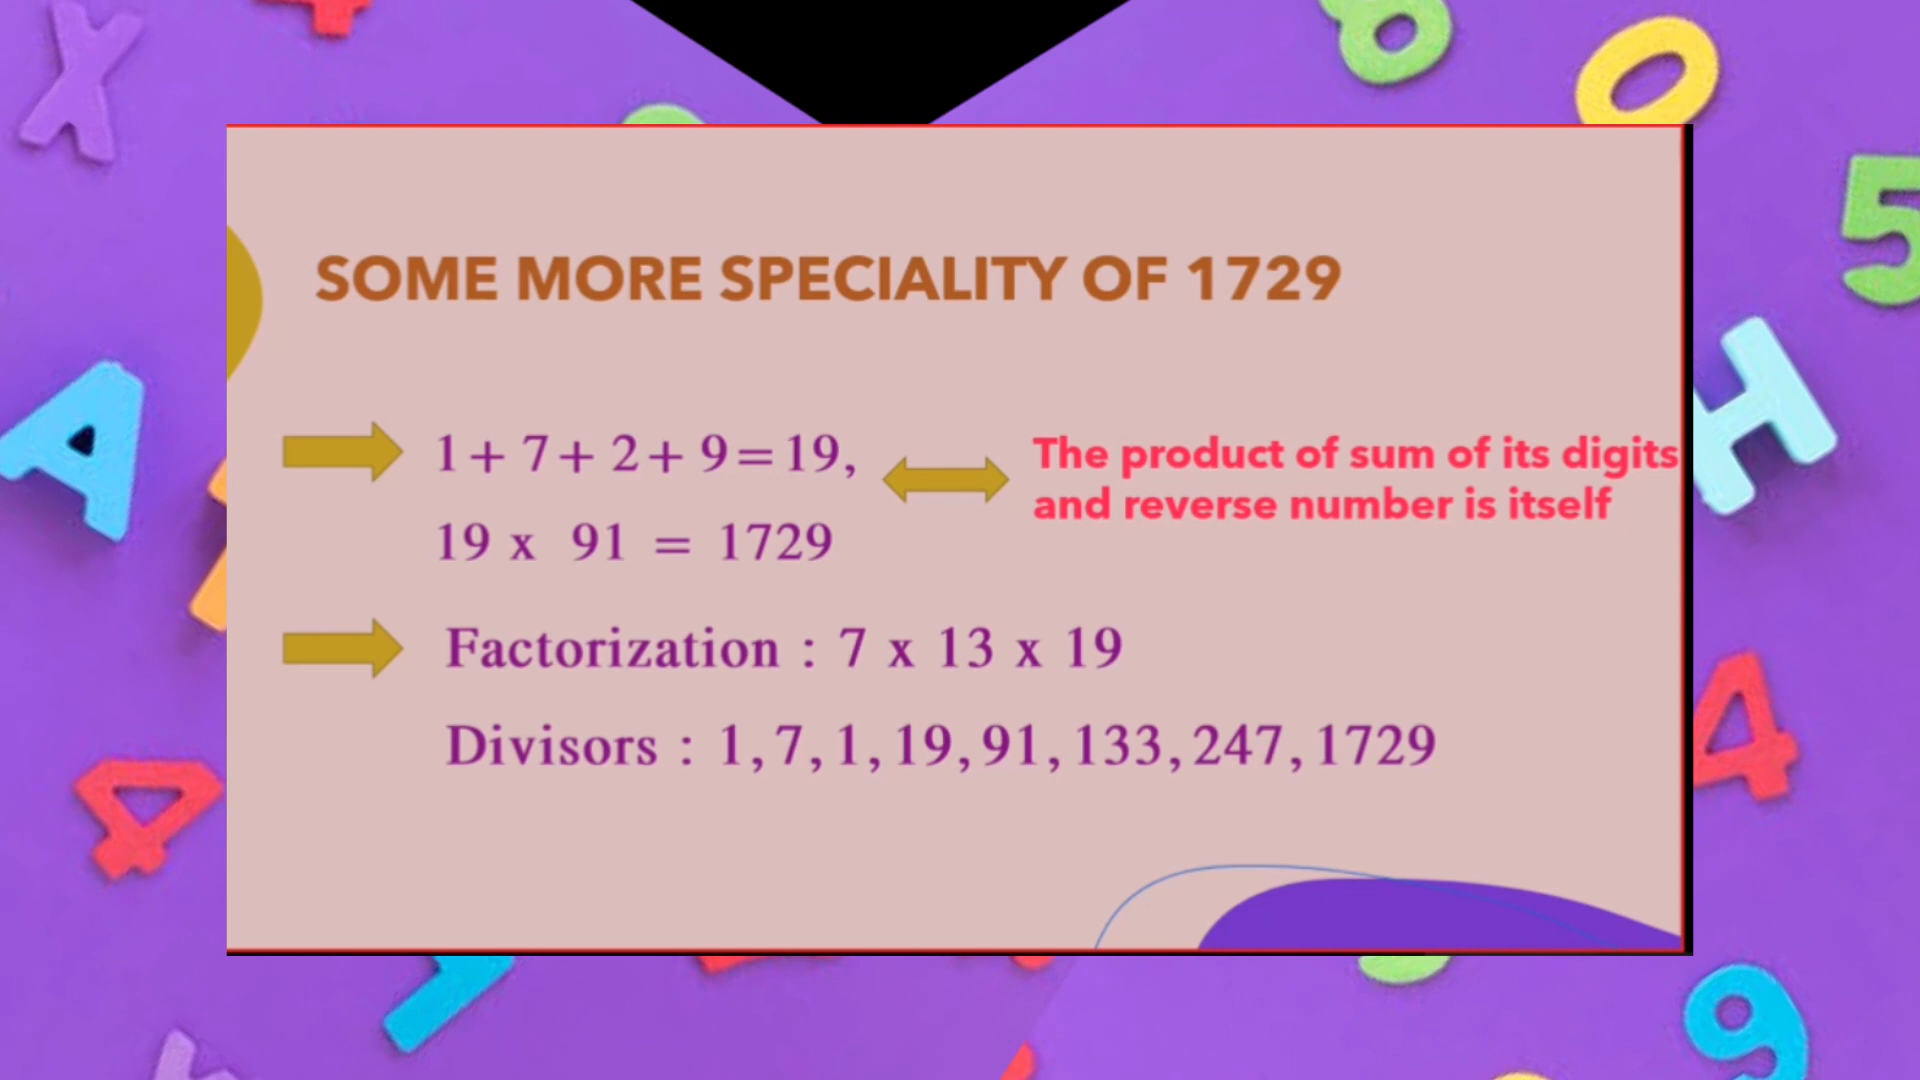 SOME MORE SPECIALITY OF 1729
1 + 7 + 2 + 9 = 19,
19 x 91 = 1729
The product of sum of its digits
and reverse number is itself
Factorization : 7 x 13 x 19
Divisors : 1, 7, 1, 19, 91, 133, 247, 1729